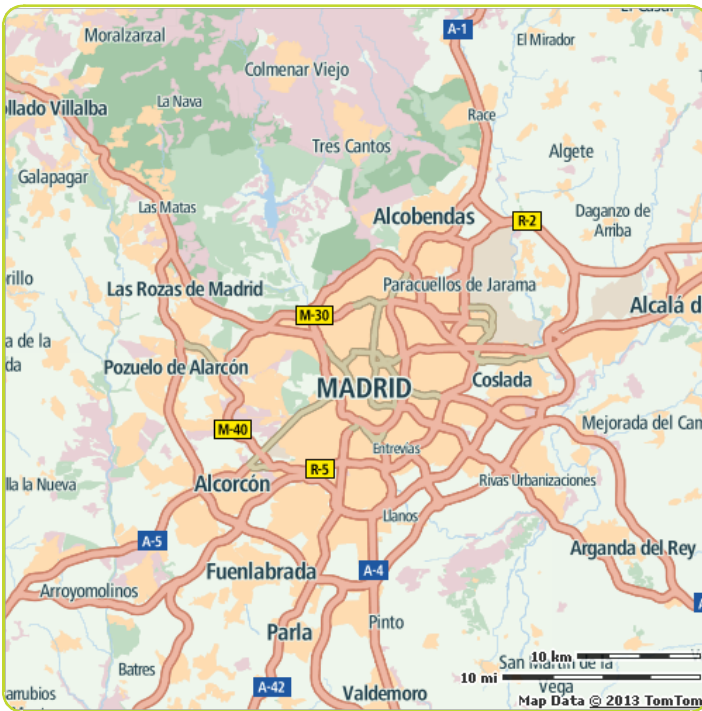 El Casar
Moralzarzal
A-1
El Mirador
Colmenar Viejo
ollado Villalba
La Nava
Race
Tres Cantos
Algete
Galapagar
Las Matas
Alcobendas
R-2
Daganzo de
Arriba
rillo
Las Rozas de Madrid
Paracuellos de Jarama
Alcalá d
M-30
a de la
da
Pozuelo de Alarcón
MADRID
Coslada
M-40
Mejorada del Cam
Entrevías
R-5
lla la Nueva
Alcorcón
Rivas Urbanizaciones
Llanos
A-5
Arganda del Rey
Fuenlabrada
A-4
Arroyomolinos
Pinto
Parla
10 km
San Martín de la
Vega
Batres
10 mi
A-42
Valdemoro
arrubios
Map Data © 2013 TomTom